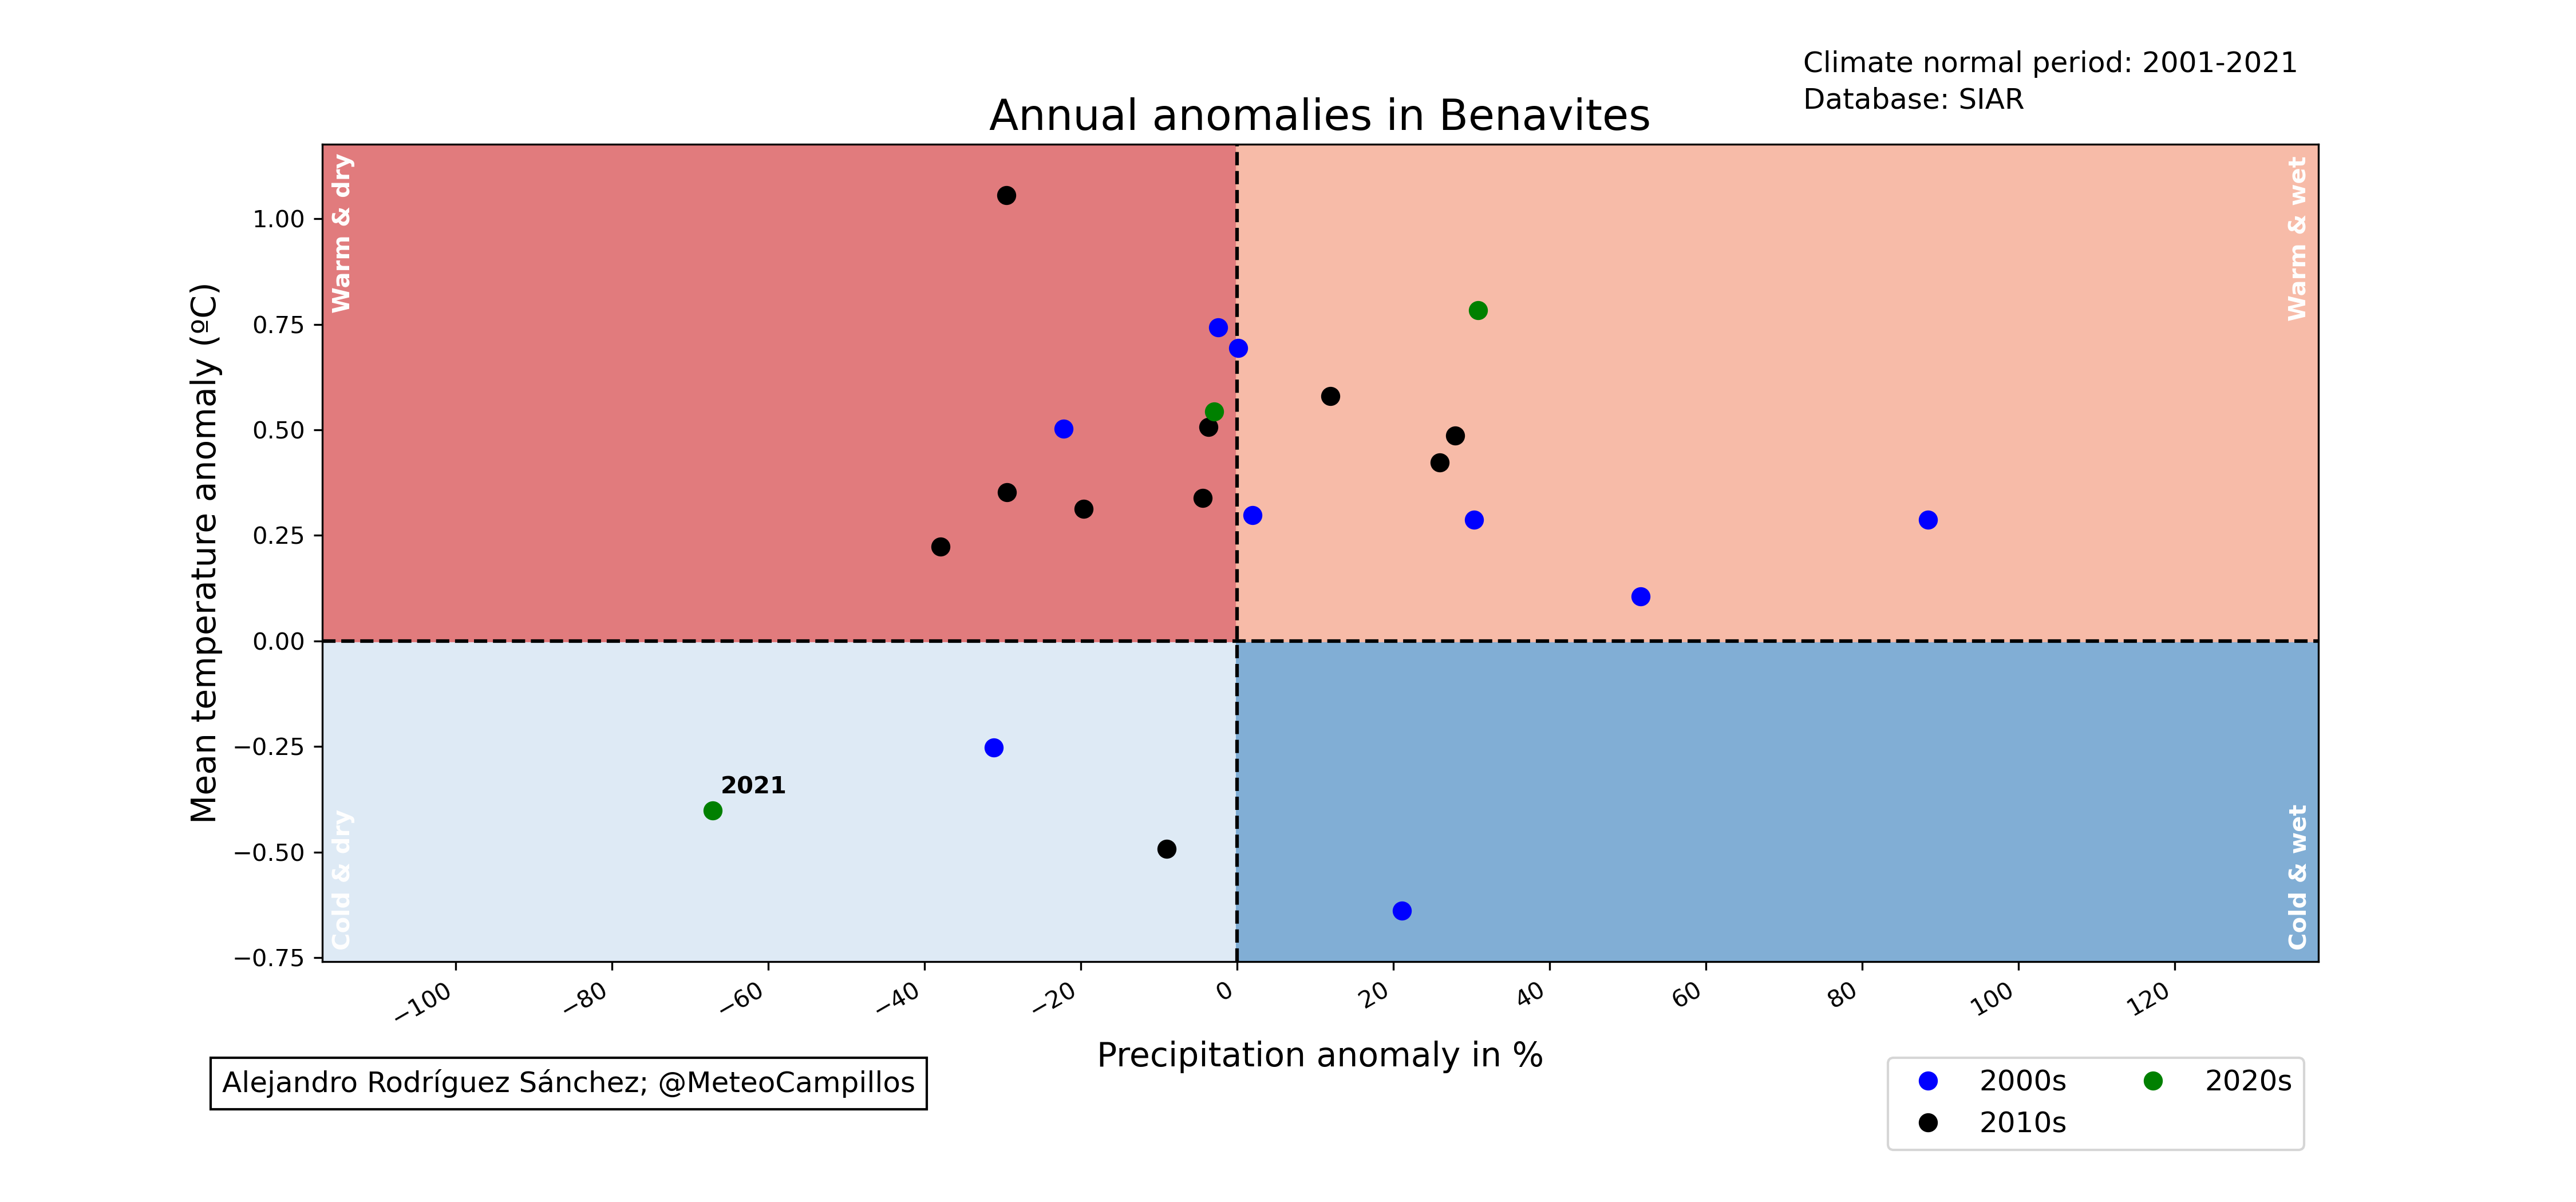 Climate normal period: 2001-2021
Database: SIAR
Annual anomalies in Benavites
Warm & dry
Warm & wet
Mean temperature anomaly (ºC)
1.00
0.75
0.50
0.25
0.00
−0.25
−0.50
−0.75
2021
Cold & dry
Cold & wet
−100
−80
−60
−40
−20
0
20
40
60
80
100
120
Precipitation anomaly in %
Alejandro Rodríguez Sánchez; @MeteoCampillos
2000s
2010s
2020s